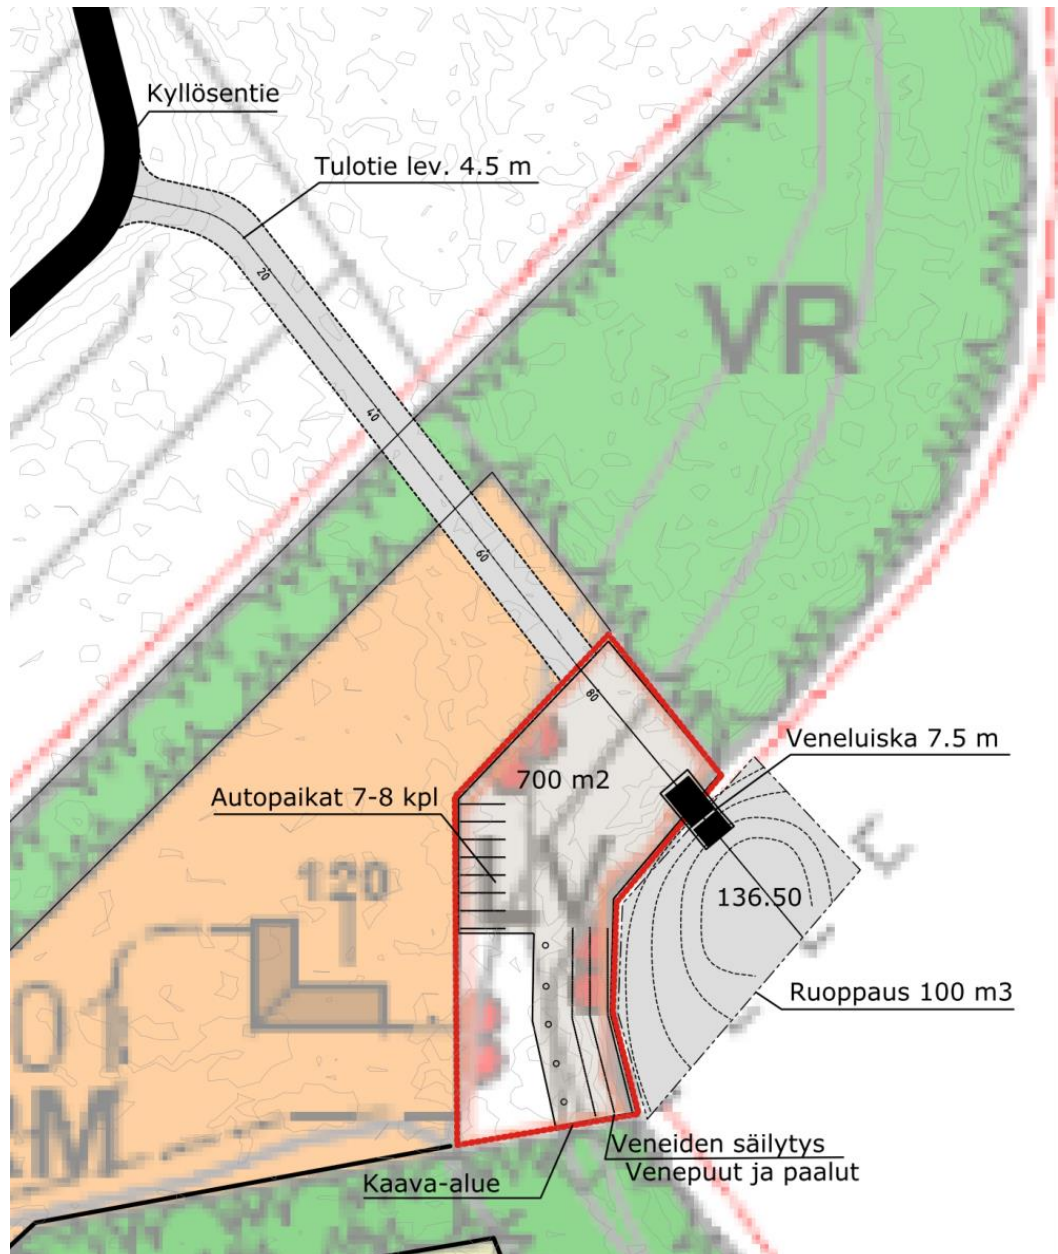 Kyllösentie
Tulotie lev. 4.5 m
20
VR
40
60
80
Veneluiska 7.5 m
700 m2
Autopaikat 7-8 kpl
120
I
136.50
Ruoppaus 100 m3
Veneiden säilytys
Venepuut ja paalut
Kaava-alue